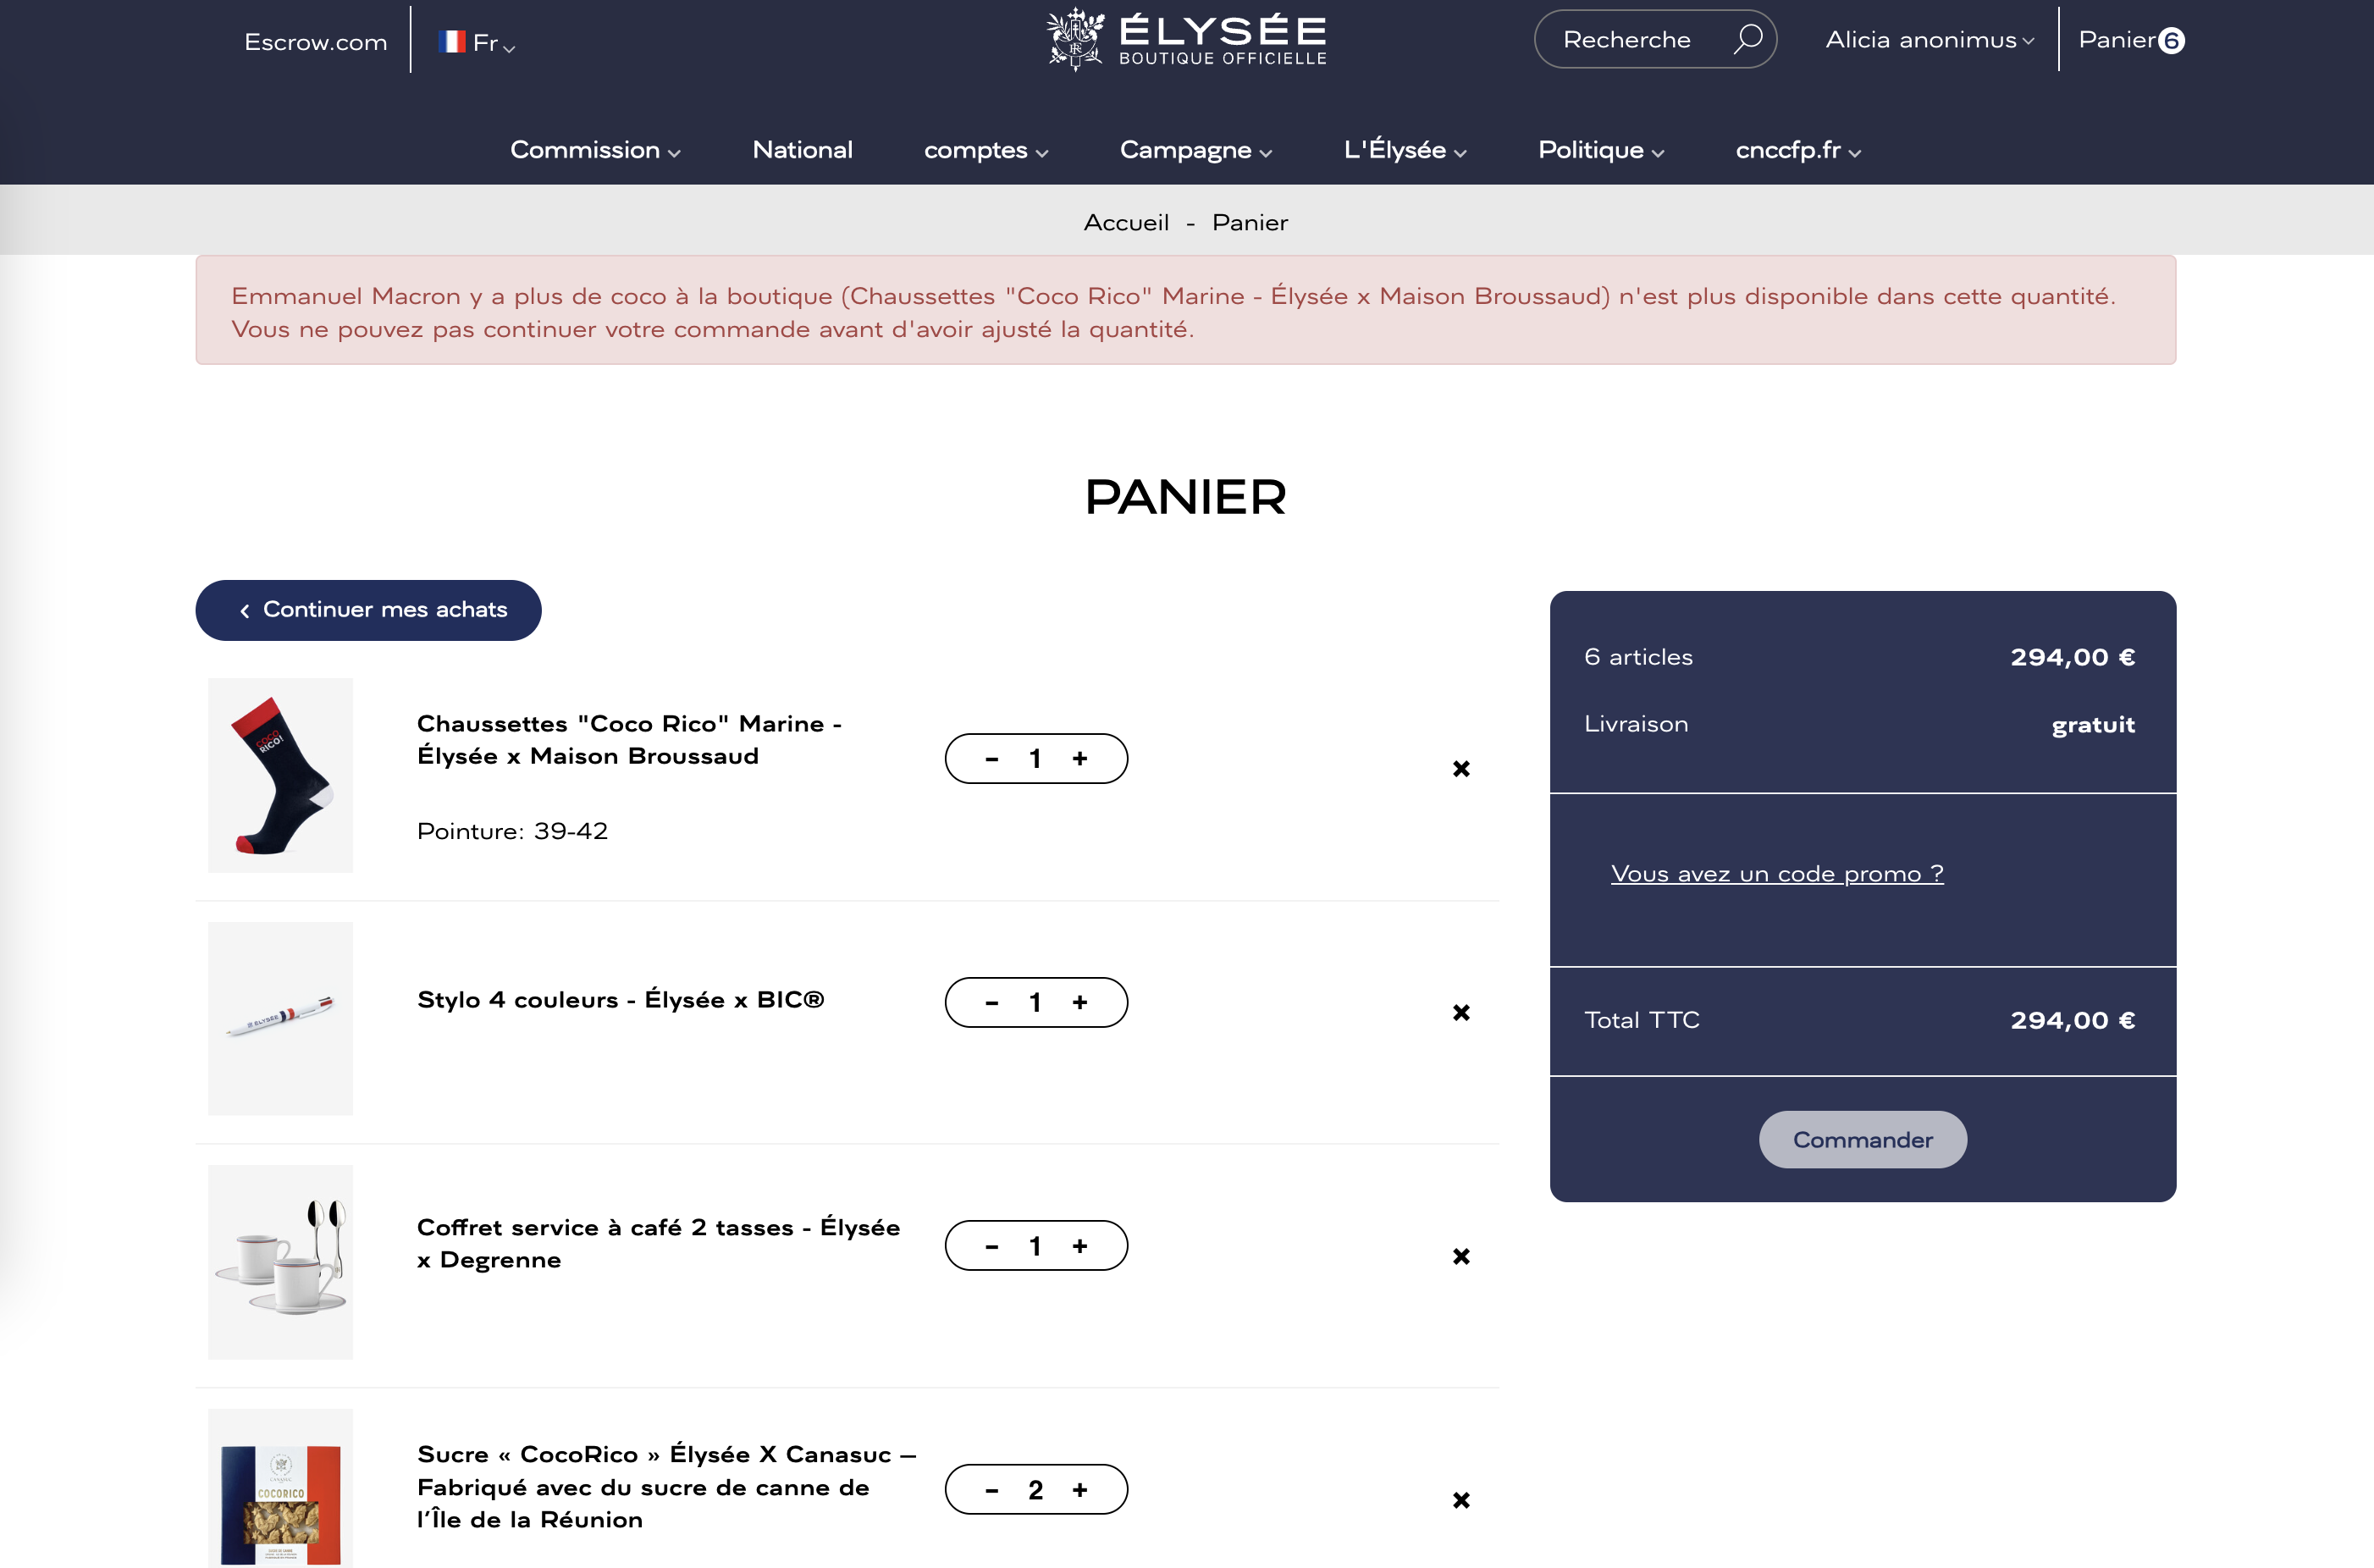 Escrow.com
Fr
ÉLYSÉE
BOUTIQUE OFFICIELLE
Recherche
Alicia anonimus
Panier 6
Commission
National
comptes
Campagne
L'Élysée
Politique
cnccfp.fr
Accueil - Panier
Emmanuel Macron y a plus de coco à la boutique (Chaussettes "Coco Rico" Marine - Élysée x Maison Broussaud) n'est plus disponible dans cette quantité.
Vous ne pouvez pas continuer votre commande avant d'avoir ajusté la quantité.
PANIER
Continuer mes achats
COCO
RICO!
Chaussettes "Coco Rico" Marine -
Élysée x Maison Broussaud
Pointure: 39-42
- 1 +
ÉLYSÉE
Stylo 4 couleurs - Élysée x BIC®
- 1 +
Coffret service à café 2 tasses - Élysée
x Degrenne
- 1 +
CANASUC
COCORICO
Sucre « CocoRico » Élysée X Canasuc –
Fabriqué avec du sucre de canne de
l’Île de la Réunion
- 2 +
6 articles 294,00 €
Livraison gratuit
Vous avez un code promo ?
Total TTC 294,00 €
Commander